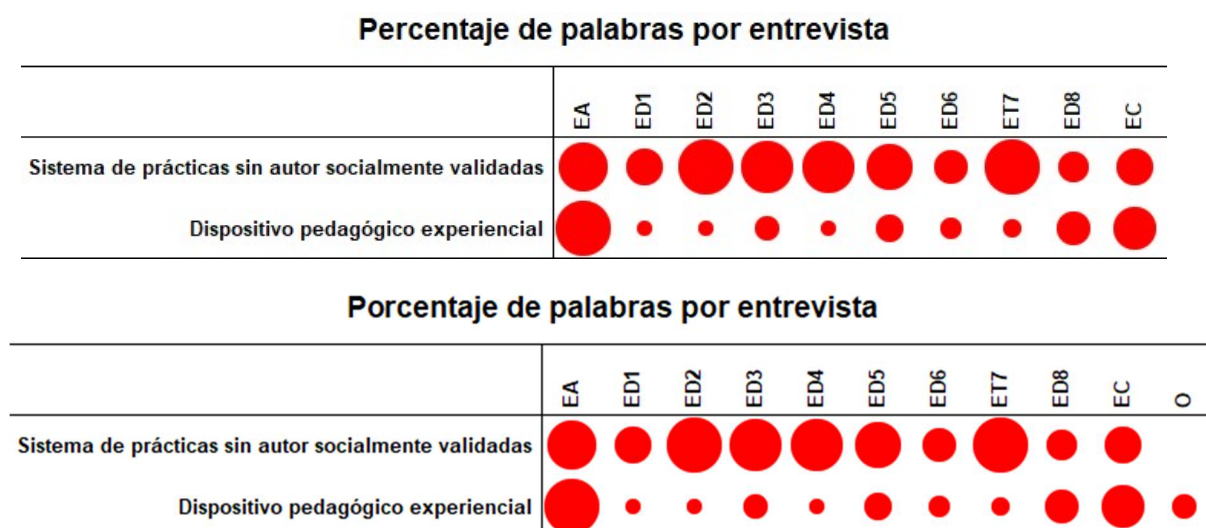 Percentaje de palabras por entrevista
EA ED1 ED2 ED3 ED4 ED5 ED6 ET7 ED8 EC
Sistema de prácticas sin autor socialmente validadas
Dispositivo pedagógico experiencial
Porcentaje de palabras por entrevista
EA ED1 ED2 ED3 ED4 ED5 ED6 ET7 ED8 EC O
Sistema de prácticas sin autor socialmente validadas
Dispositivo pedagógico experiencial